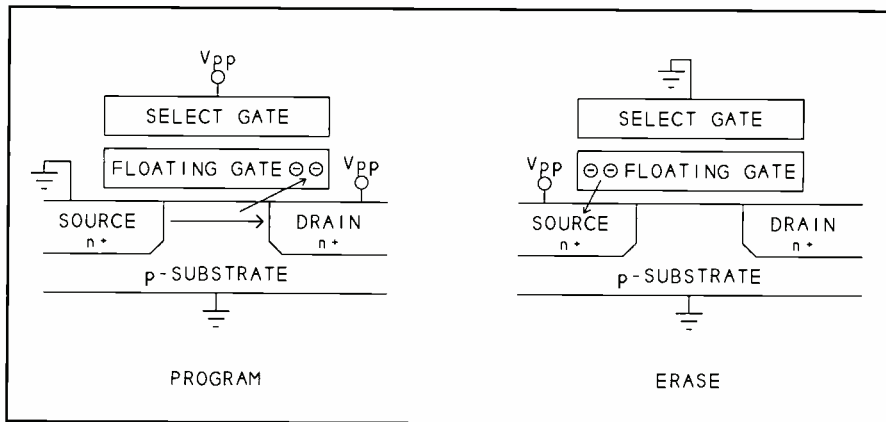 Vpp
SELECT GATE
FLOATING GATE ⊖⊖
Vpp
SOURCE
n+
DRAIN
n+
p-SUBSTRATE
PROGRAM
SELECT GATE
Vpp
⊖⊖ FLOATING GATE
SOURCE
n+
DRAIN
n+
p-SUBSTRATE
ERASE